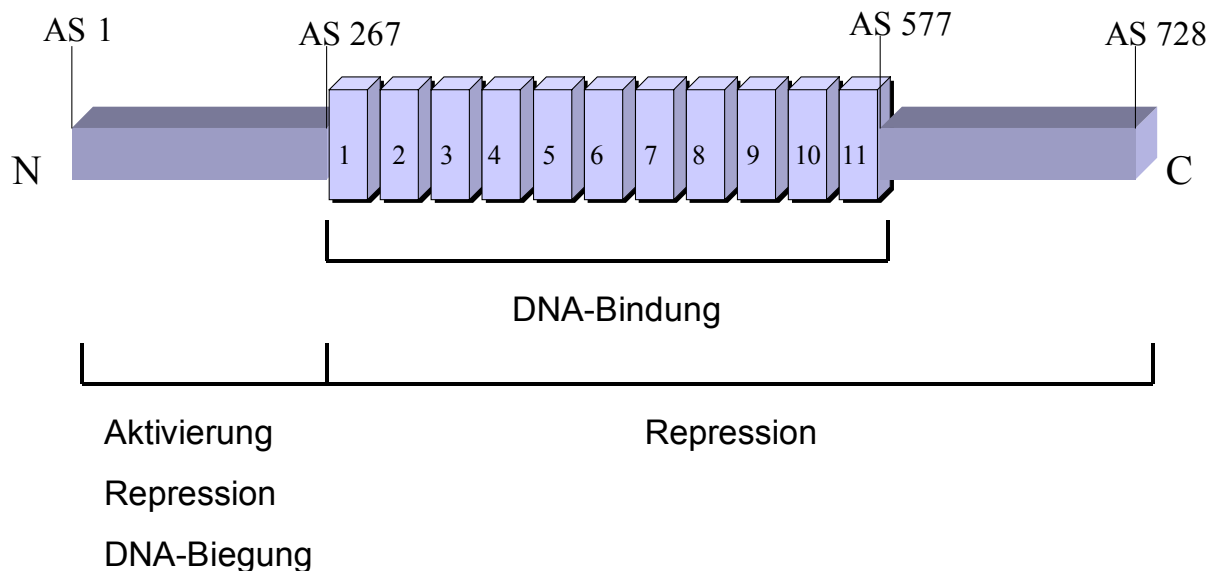 AS 1
AS 267
AS 577
AS 728
N
1 2 3 4 5 6 7 8 9 10 11
C
DNA-Bindung
Aktivierung
Repression
Repression
DNA-Biegung